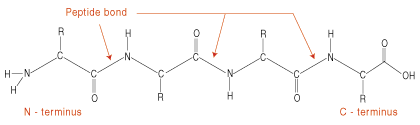 Peptide bond
R H O R H O
H–N C C N C C N C C N C C
H H O R H R O H R OH
N - terminus
C - terminus